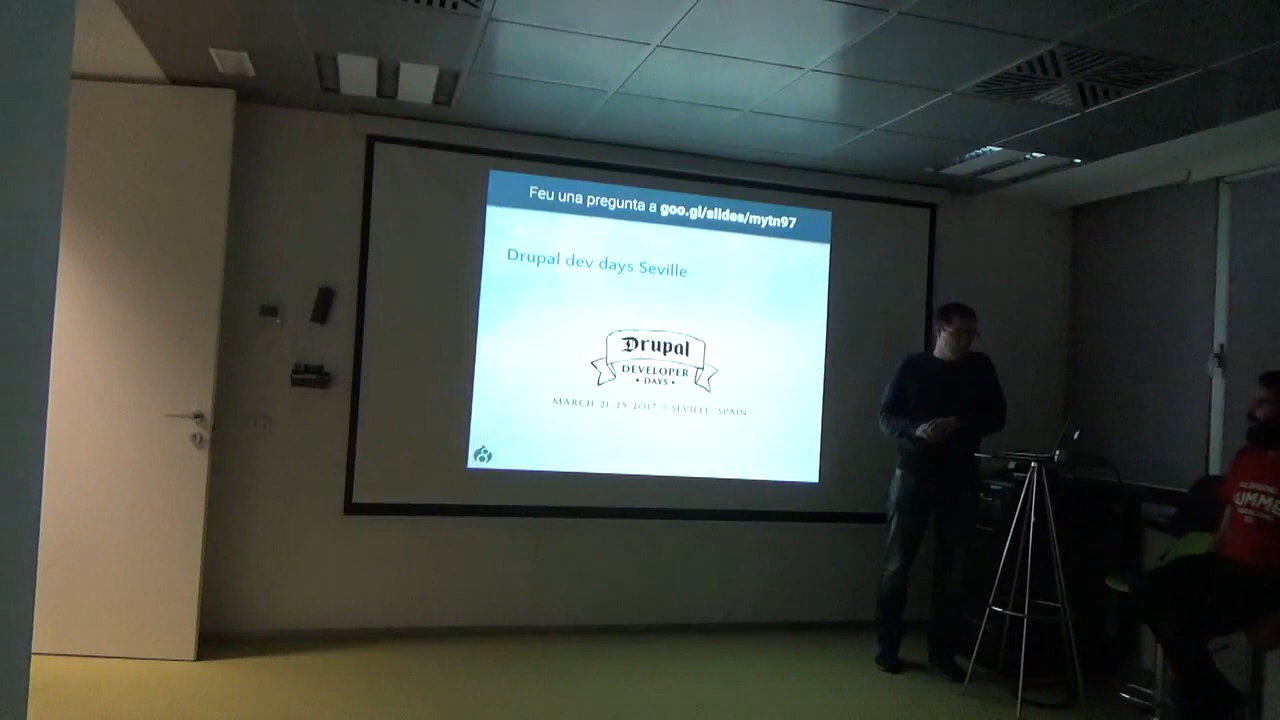 Feu una pregunta a goo.gl/slides/mytn97
Drupal dev days Seville
Drupal
DEVELOPER
• DAYS •
MARCH 21-25 2017 SEVILLE, SPAIN